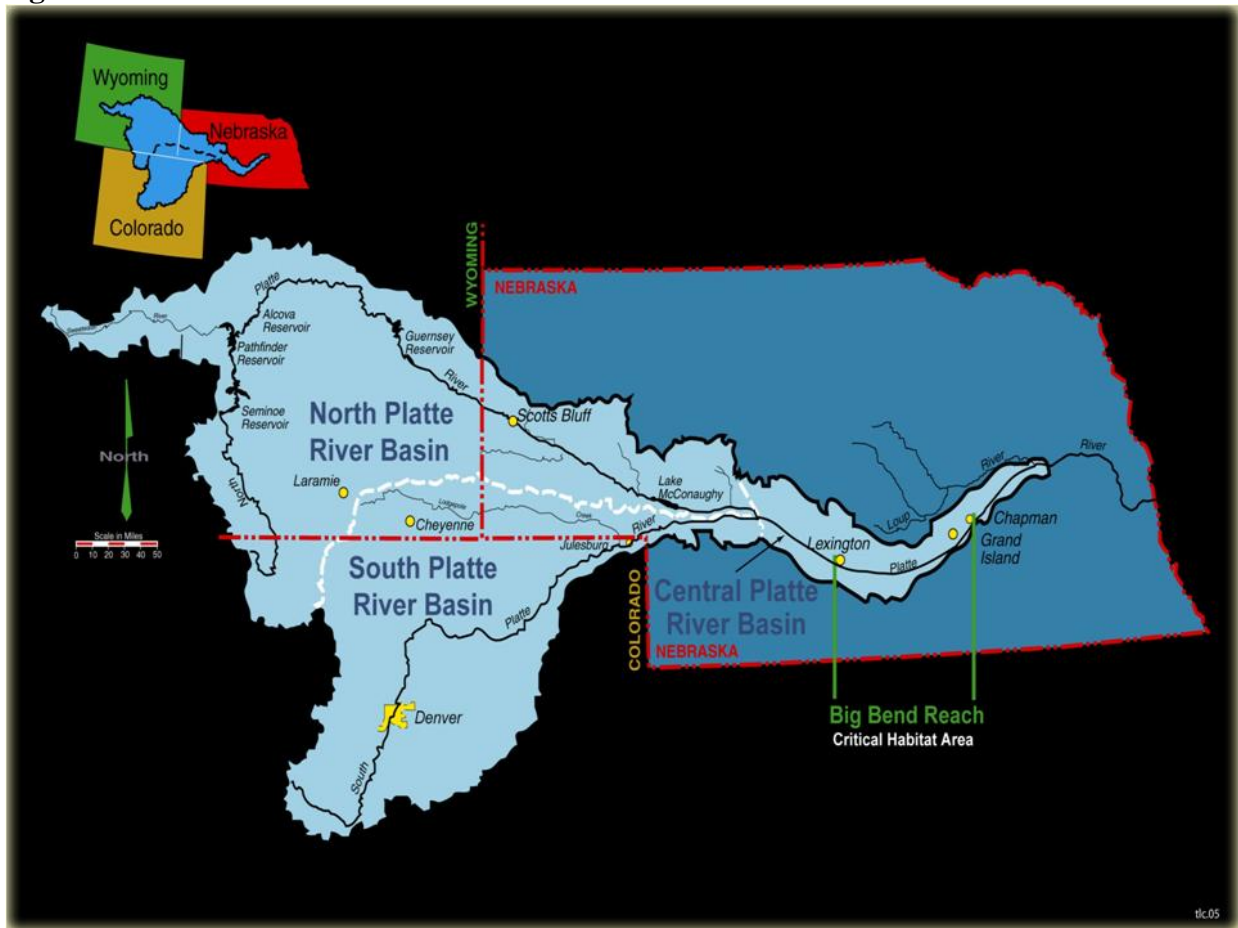 Wyoming
Nebraska
Colorado
WYOMING
NEBRASKA
Platte
River
Alcova
Reservoir
Pathfinder
Reservoir
Guernsey
Reservoir
River
Seminoe
Reservoir
North
North Platte
River Basin
Scotts Bluff
Laramie
North
Lodgepole
Creek
Cheyenne
Lake
McConaughy
River
River
Loup
Scale in Miles
0 10 20 30 40 50
Julesburg
River
Lexington
Chapman
Grand
Island
Platte
South Platte
River Basin
Platte
Central Platte
River Basin
COLORADO
NEBRASKA
Denver
South
Big Bend Reach
Critical Habitat Area
tlc.05